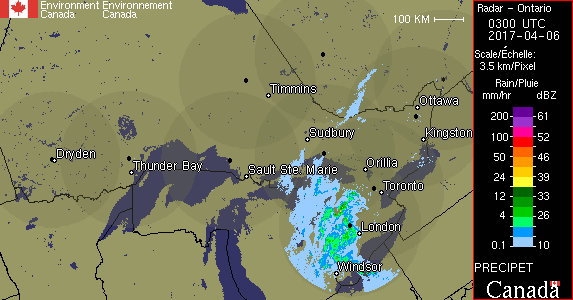 Environment Environnement
Canada Canada
100 KM
Timmins
Ottawa
Sudbury
Kingston
Dryden
Thunder Bay
Sault Ste. Marie
Orillia
Toronto
London
Windsor
Radar - Ontario
0300 UTC
2017-04-06
Scale/Échelle:
3.5 km/Pixel
Rain/Pluie
mm/hr dBZ
200 61
100 52
50 46
24 39
12 33
4 26
0.1 10
PRECIPET
Canada